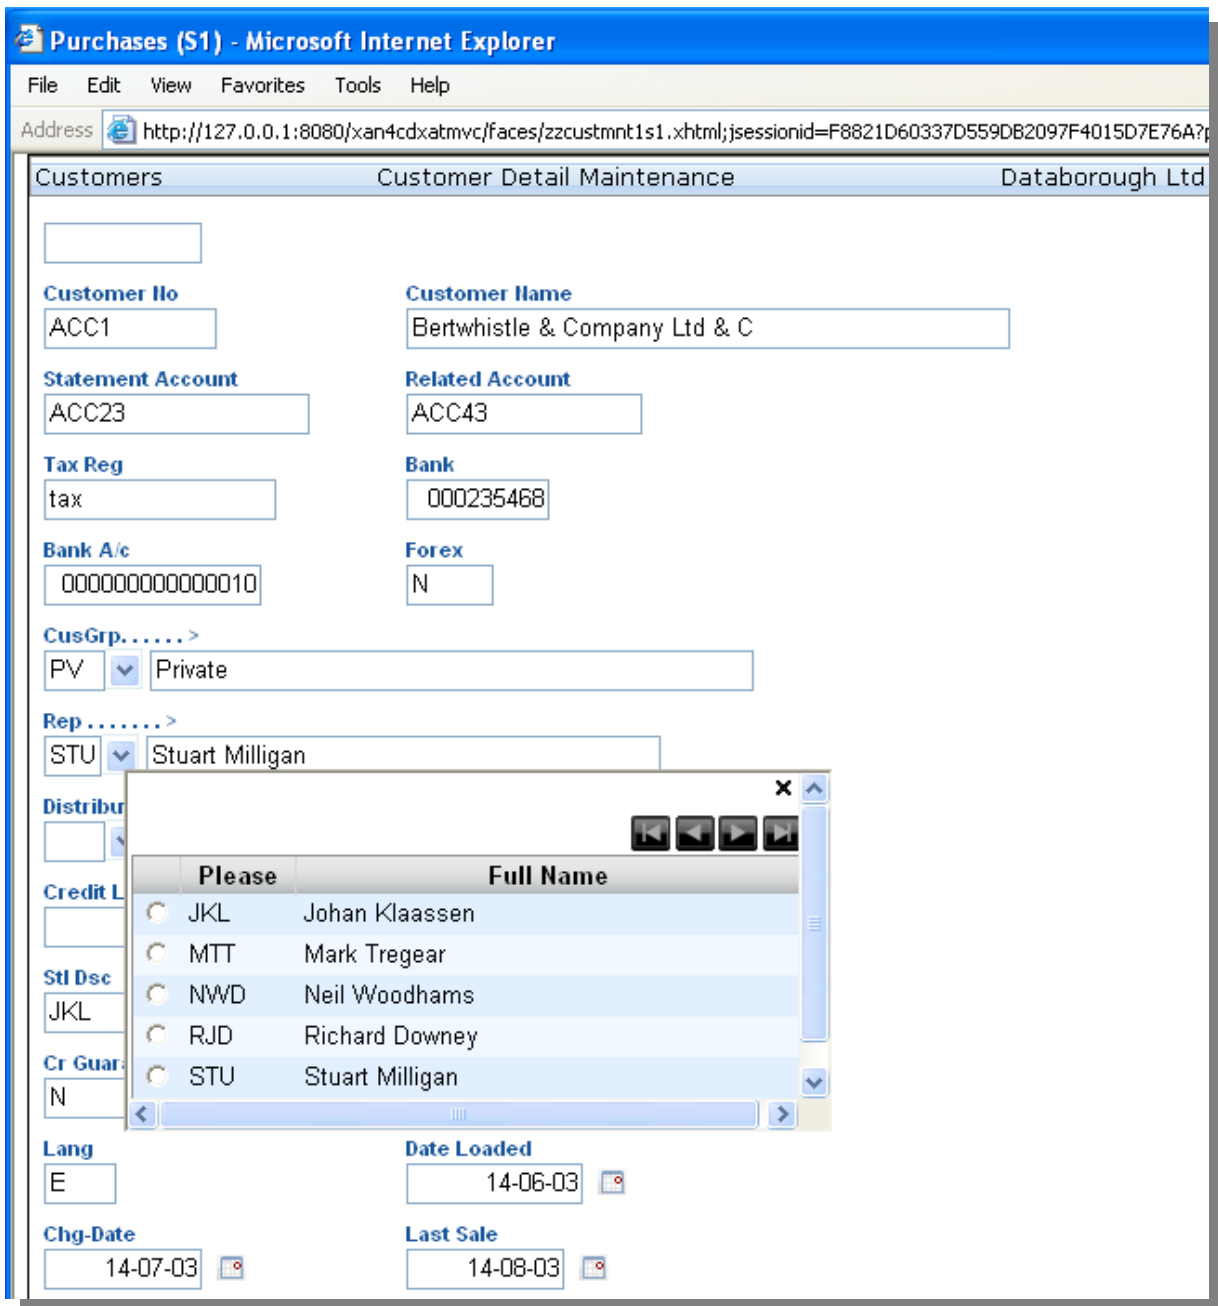 Purchases (S1) - Microsoft Internet Explorer
File Edit View Favorites Tools Help
Address http://127.0.0.1:8080/xan4cdxatmvc/faces/zzcustmnt1s1.xhtml;jsessionid=F8821D60337D559DB2097F4015D7E76A?p
Customers Customer Detail Maintenance Databorough Ltd
Customer No Customer Name
ACC1 Bertwhistle & Company Ltd & C
Statement Account Related Account
ACC23 ACC43
Tax Reg Bank
tax 000235468
Bank A/c Forex
000000000000010 N
CusGrp......>
PV Private
Rep.......>
STU Stuart Milligan
Distribu
Please Full Name
Credit L
JKL Johan Klaassen
MTT Mark Tregear
Stl Dsc
NWD Neil Woodhams
JKL
RJD Richard Downey
Cr Guar
STU Stuart Milligan
N
Lang Date Loaded
E 14-06-03
Chg-Date Last Sale
14-07-03 14-08-03